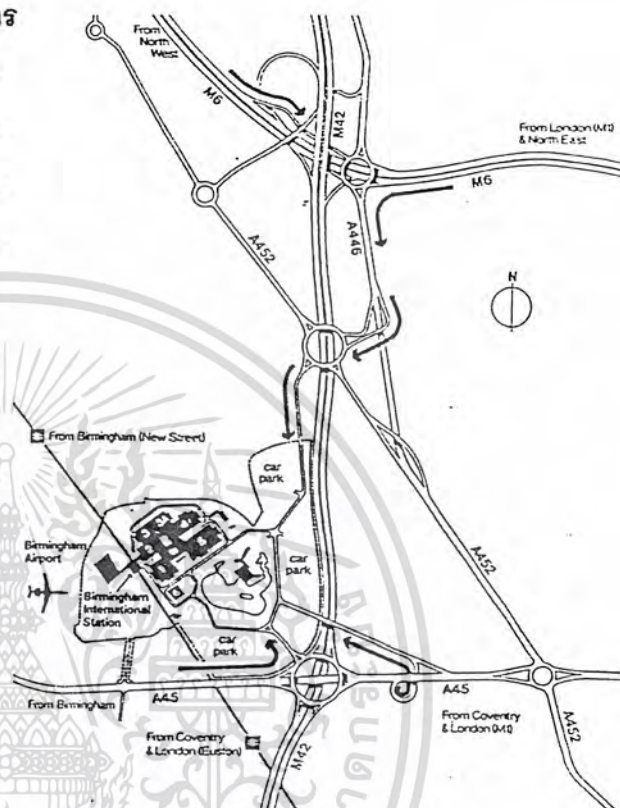 From
North
West
M6
M42
From London (M1)
& North East
M6
A446
A452
N
From Birmingham (New Street)
car
park
Birmingham
Airport
Birmingham
International
Station
car
park
car
park
A452
A45
A45
From Birmingham
From Coventry
& London (M1)
From Coventry
& London (Euston)
M42
A452